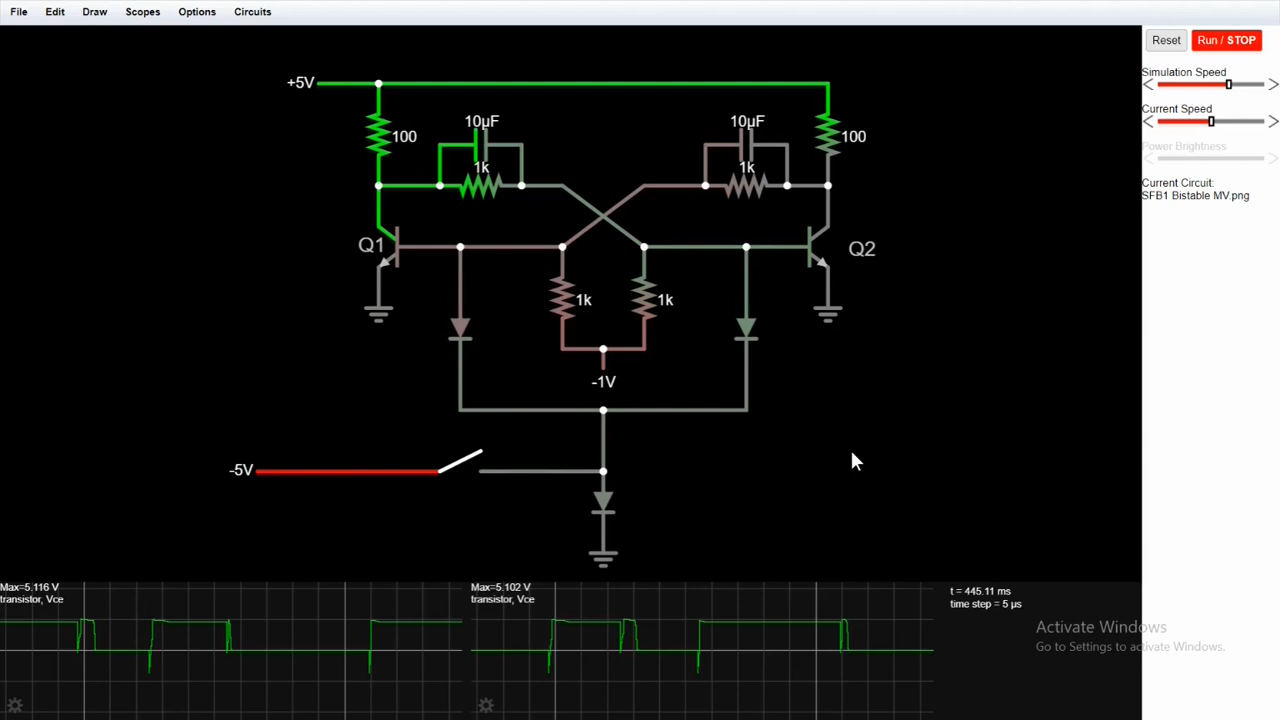 File Edit Draw Scopes Options Circuits
Reset Run / STOP
Simulation Speed
Current Speed
Power Brightness
Current Circuit:
SFB1 Bistable MV.png
+5V
100
10µF
1k
10µF
1k
100
Q1
Q2
1k
1k
-1V
-5V
Max=5.116 V
transistor, Vce
Max=5.102 V
transistor, Vce
t = 445.11 ms
time step = 5 µs
Activate Windows
Go to Settings to activate Windows.